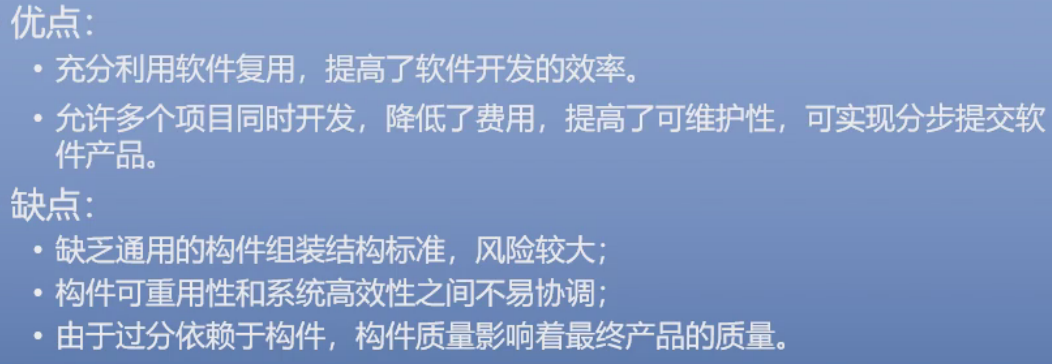 优点：
• 充分利用软件复用，提高了软件开发的效率。
• 允许多个项目同时开发，降低了费用，提高了可维护性，可实现分步提交软
件产品。
缺点：
• 缺乏通用的构件组装结构标准，风险较大；
• 构件可重用性和系统高效性之间不易协调；
• 由于过分依赖于构件，构件质量影响着最终产品的质量。